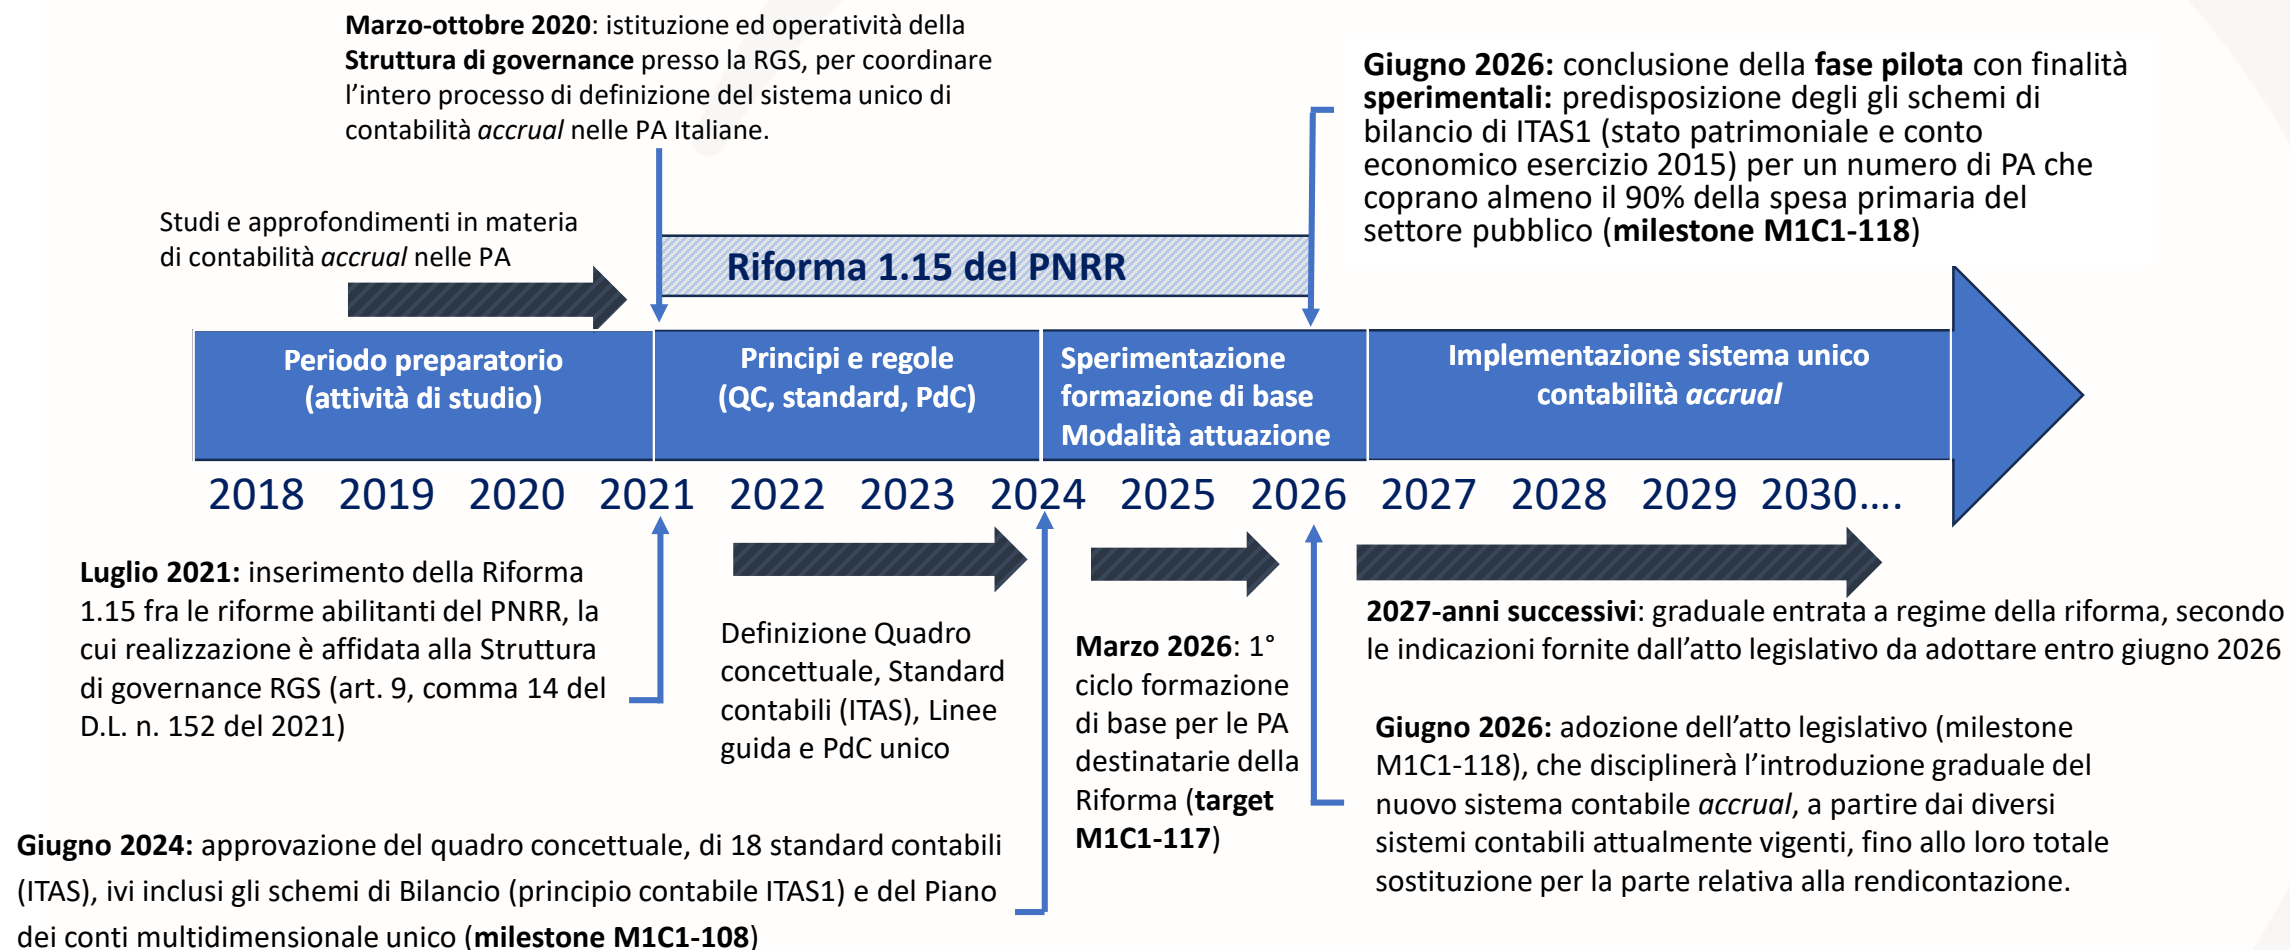 Marzo-ottobre 2020: istituzione ed operatività della
Struttura di governance presso la RGS, per coordinare
l’intero processo di definizione del sistema unico di
contabilità accrual nelle PA Italiane.
Giugno 2026: conclusione della fase pilota con finalità
sperimentali: predisposizione degli gli schemi di
bilancio di ITAS1 (stato patrimoniale e conto
economico esercizio 2015) per un numero di PA che
coprano almeno il 90% della spesa primaria del
settore pubblico (milestone M1C1-118)
Studi e approfondimenti in materia
di contabilità accrual nelle PA
Riforma 1.15 del PNRR
Periodo preparatorio
(attività di studio)
Principi e regole
(QC, standard, PdC)
Sperimentazione
formazione di base
Modalità attuazione
Implementazione sistema unico
contabilità accrual
2018 2019 2020 2021 2022 2023 2024 2025 2026 2027 2028 2029 2030....
Luglio 2021: inserimento della Riforma
1.15 fra le riforme abilitanti del PNRR, la
cui realizzazione è affidata alla Struttura
di governance RGS (art. 9, comma 14 del
D.L. n. 152 del 2021)
Definizione Quadro
concettuale, Standard
contabili (ITAS), Linee
guida e PdC unico
Marzo 2026: 1°
ciclo formazione
di base per le PA
destinatarie della
Riforma (target
M1C1-117)
2027-anni successivi: graduale entrata a regime della riforma, secondo
le indicazioni fornite dall’atto legislativo da adottare entro giugno 2026
Giugno 2026: adozione dell’atto legislativo (milestone
M1C1-118), che disciplinerà l’introduzione graduale del
nuovo sistema contabile accrual, a partire dai diversi
sistemi contabili attualmente vigenti, fino allo loro totale
sostituzione per la parte relativa alla rendicontazione.
Giugno 2024: approvazione del quadro concettuale, di 18 standard contabili
(ITAS), ivi inclusi gli schemi di Bilancio (principio contabile ITAS1) e del Piano
dei conti multidimensionale unico (milestone M1C1-108)